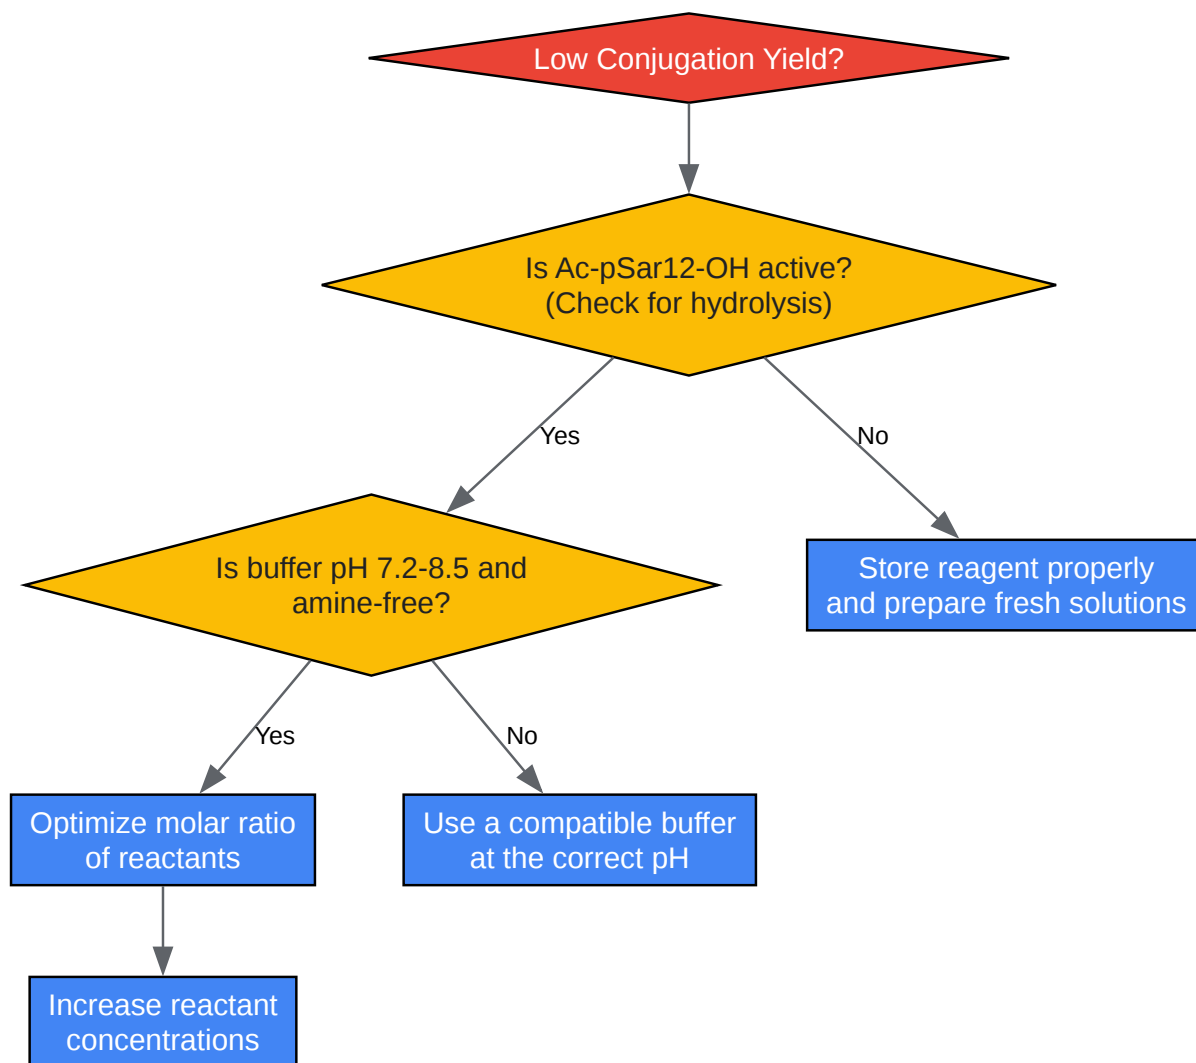 Low Conjugation Yield?
Is Ac-pSar12-OH active?
(Check for hydrolysis)
Yes
No
Is buffer pH 7.2-8.5 and
amine-free?
Store reagent properly
and prepare fresh solutions
Yes
No
Optimize molar ratio
of reactants
Use a compatible buffer
at the correct pH
Increase reactant
concentrations